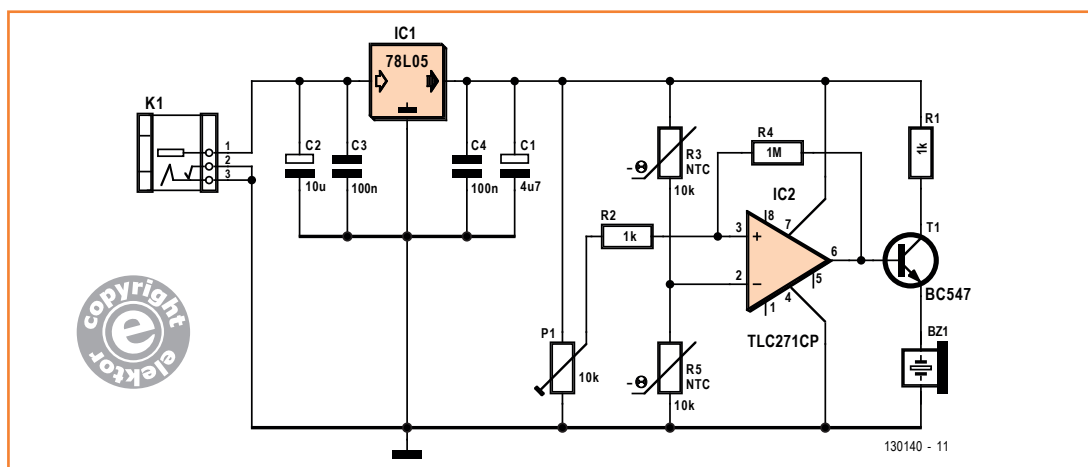 IC1
78L05
K1
1
2
3
C2
10u
C3
100n
C4
100n
C1
4u7
P1
10k
R2
1k
R3
NTC
10k
R5
NTC
10k
R4
1M
IC2
3
2
8
7
6
5
4
1
TLC271CP
R1
1k
T1
BC547
BZ1
copyright
e
elektor
130140 - 11